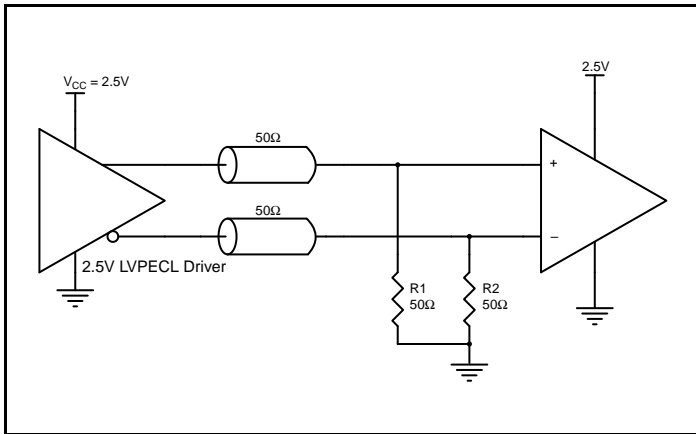 V_CC = 2.5V
2.5V
50Ω
50Ω
+
−
2.5V LVPECL Driver
R1
50Ω
R2
50Ω